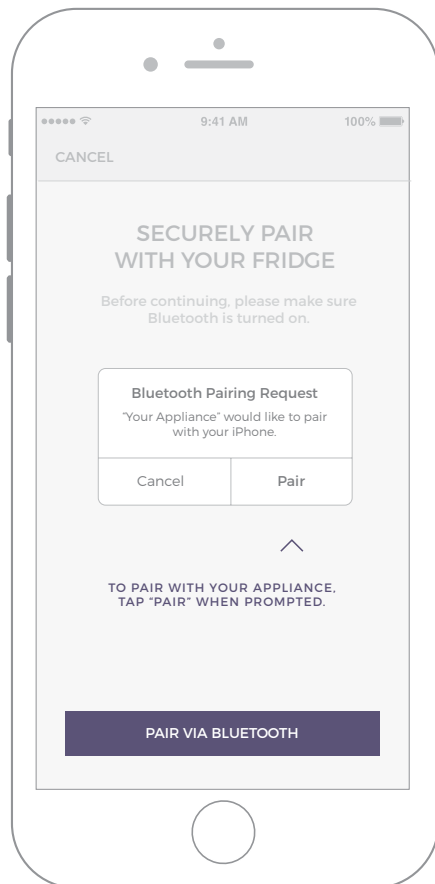 9:41 AM
100%
CANCEL
SECURELY PAIR
WITH YOUR FRIDGE
Before continuing, please make sure
Bluetooth is turned on.
Bluetooth Pairing Request
“Your Appliance” would like to pair
with your iPhone.
Cancel
Pair
TO PAIR WITH YOUR APPLIANCE,
TAP “PAIR” WHEN PROMPTED.
PAIR VIA BLUETOOTH